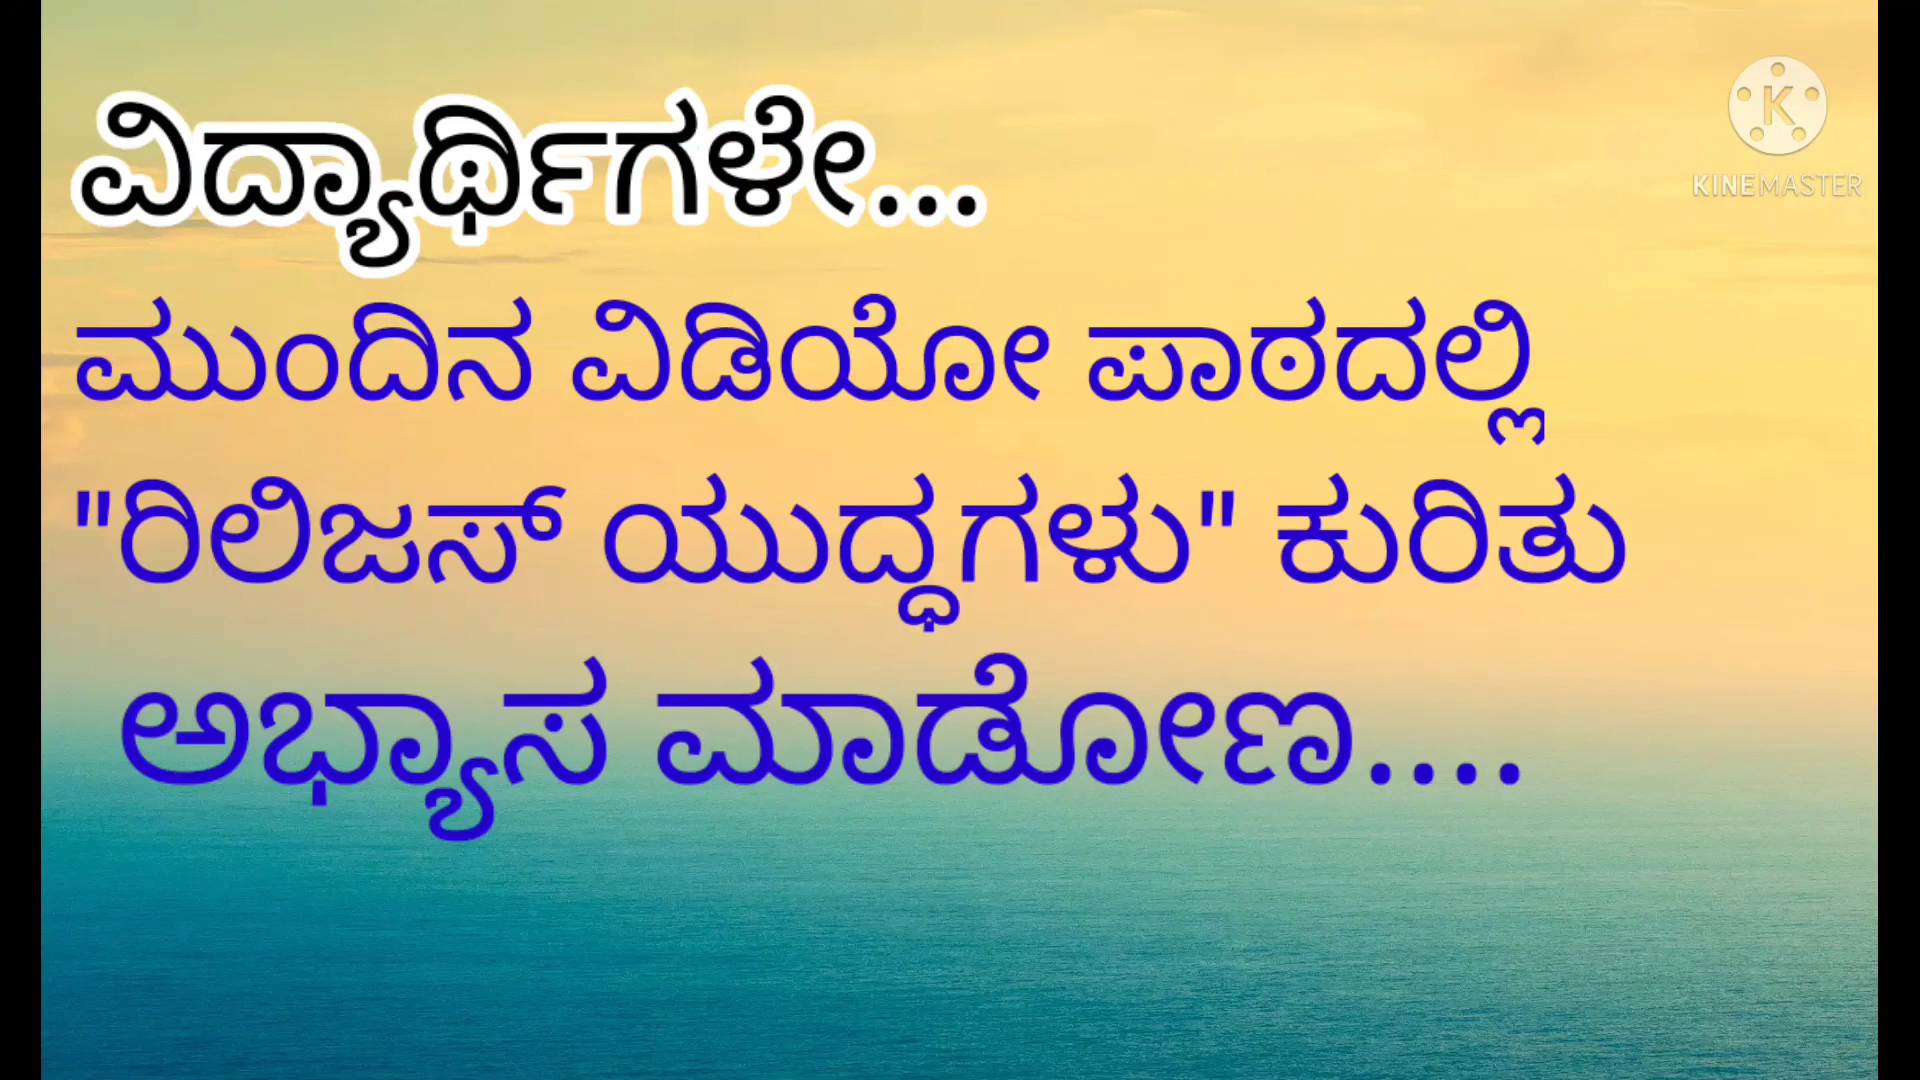 ವಿದ್ಯಾರ್ಥಿಗಳೇ...
ಮುಂದಿನ ವಿಡಿಯೋ ಪಾಠದಲ್ಲಿ
"ರಿಲಿಜಸ್ ಯುದ್ಧಗಳು" ಕುರಿತು
ಅಭ್ಯಾಸ ಮಾಡೋಣ....
K
KINEMASTER